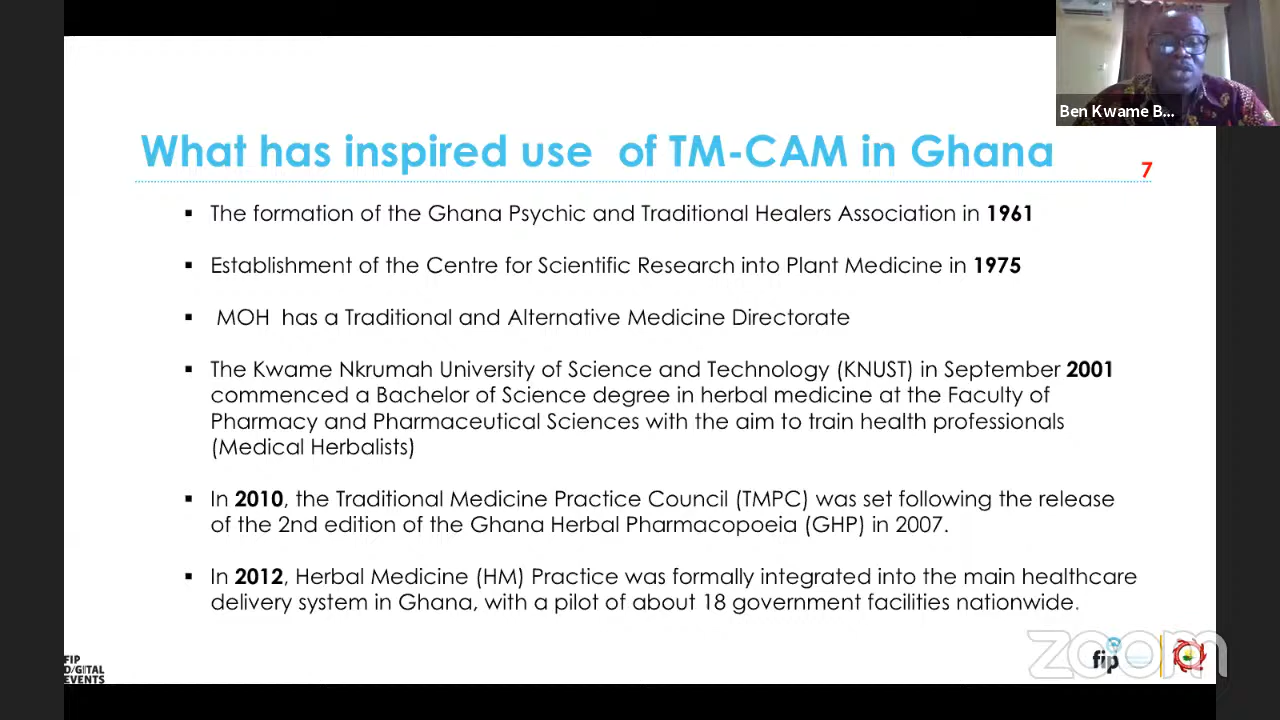 Ben Kwame B...
What has inspired use of TM-CAM in Ghana
7
▪ The formation of the Ghana Psychic and Traditional Healers Association in 1961
▪ Establishment of the Centre for Scientific Research into Plant Medicine in 1975
▪ MOH has a Traditional and Alternative Medicine Directorate
▪ The Kwame Nkrumah University of Science and Technology (KNUST) in September 2001
commenced a Bachelor of Science degree in herbal medicine at the Faculty of
Pharmacy and Pharmaceutical Sciences with the aim to train health professionals
(Medical Herbalists)
▪ In 2010, the Traditional Medicine Practice Council (TMPC) was set following the release
of the 2nd edition of the Ghana Herbal Pharmacopoeia (GHP) in 2007.
▪ In 2012, Herbal Medicine (HM) Practice was formally integrated into the main healthcare
delivery system in Ghana, with a pilot of about 18 government facilities nationwide.
FIP
D/GITAL
EVENTS
fip
zoom